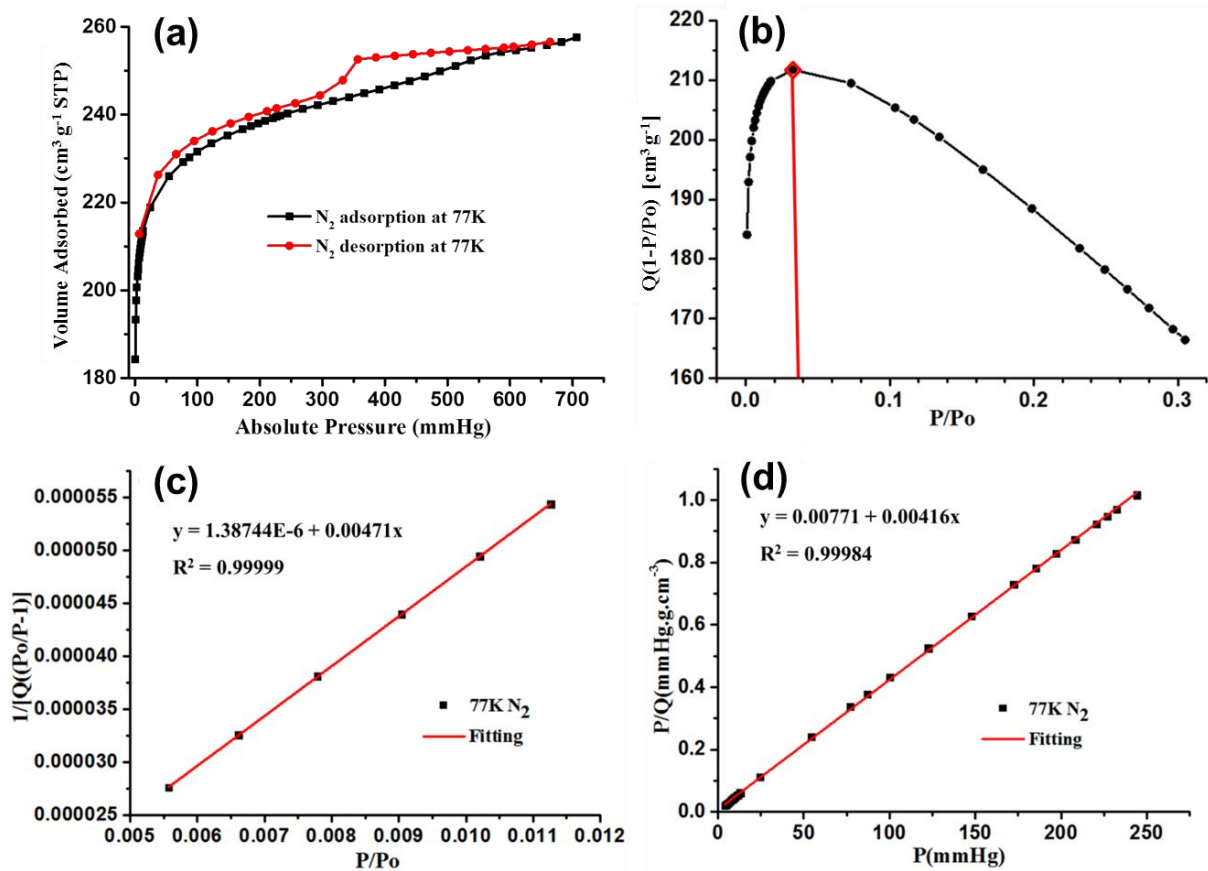 (a)
260
240
220
200
180
Volume Adsorbed (cm³ g⁻¹ STP)
N₂ adsorption at 77K
N₂ desorption at 77K
0 100 200 300 400 500 600 700
Absolute Pressure (mmHg)
(b)
220
210
200
190
180
170
160
Q(1-P/Po) [cm³ g⁻¹]
0.0 0.1 0.2 0.3
P/Po
(c)
0.000055
0.000050
0.000045
0.000040
0.000035
0.000030
0.000025
1/[Q((Po/P-1)]
y = 1.38744E-6 + 0.00471x
R² = 0.99999
77K N₂
Fitting
0.005 0.006 0.007 0.008 0.009 0.010 0.011 0.012
P/Po
(d)
1.0
0.8
0.6
0.4
0.2
0.0
P/Q(mmHg.g.cm⁻³)
y = 0.00771 + 0.00416x
R² = 0.99984
77K N₂
Fitting
0 50 100 150 200 250
P(mmHg)